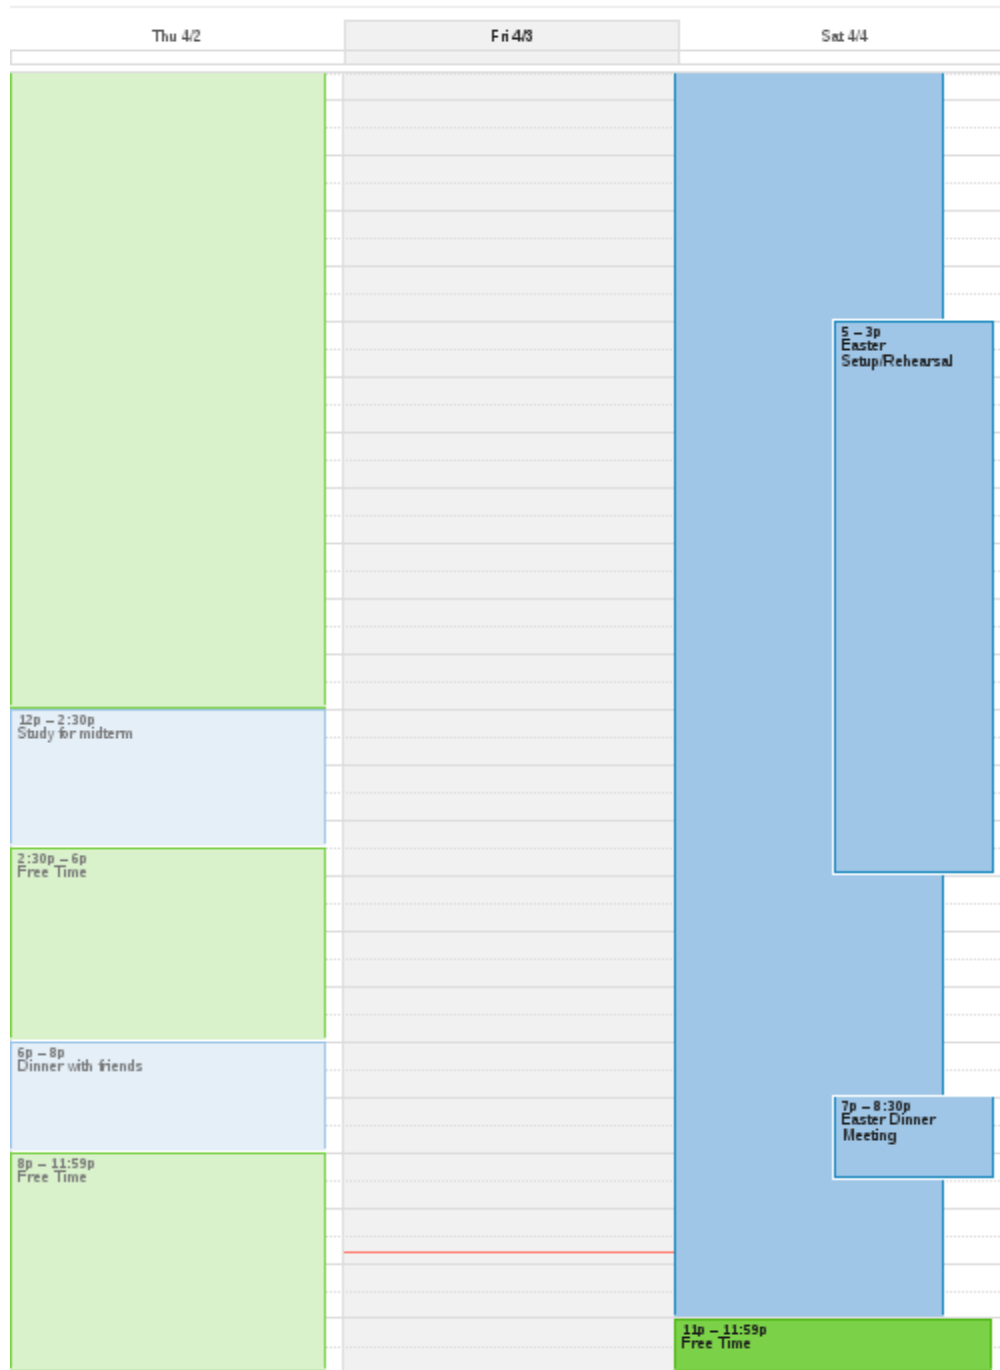 Thu 4/2
Fri 4/3
Sat 4/4
5 – 3p
Easter
Setup/Rehearsal
12p – 2:30p
Study for midterm
2:30p – 6p
Free Time
6p – 8p
Dinner with friends
7p – 8:30p
Easter Dinner
Meeting
8p – 11:59p
Free Time
11p – 11:59p
Free Time